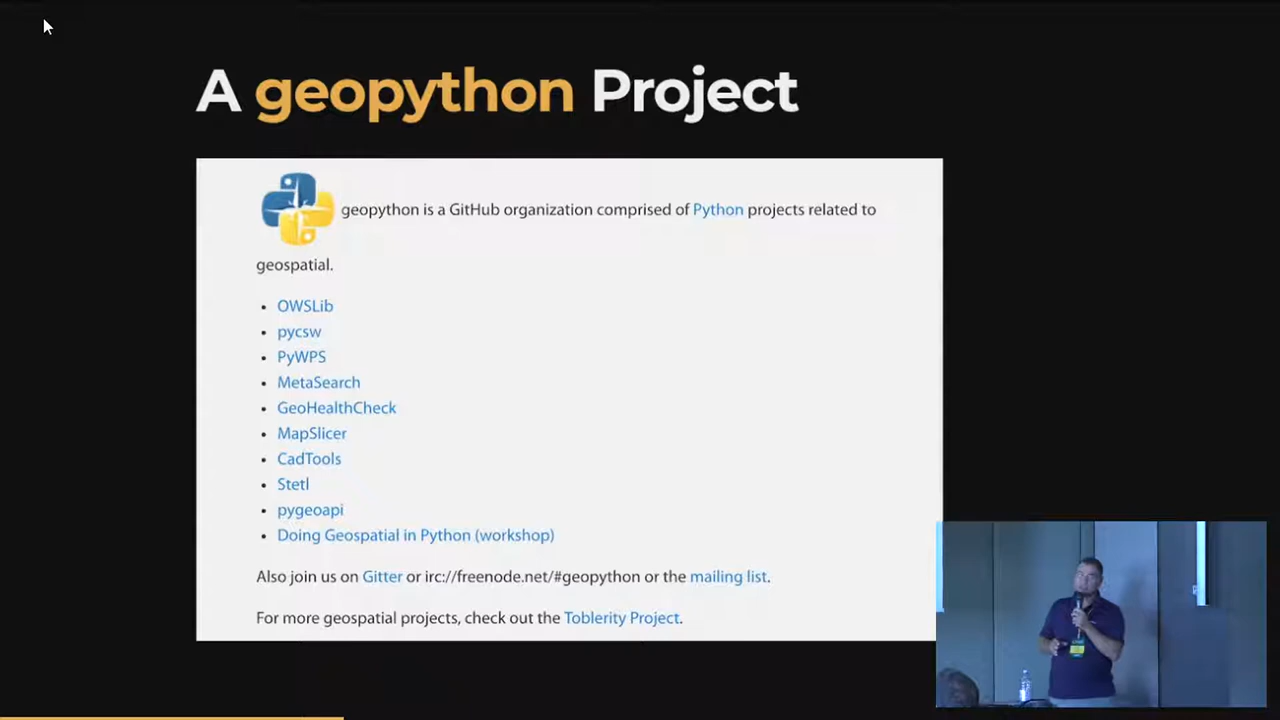 A geopython Project
geopython is a GitHub organization comprised of Python projects related to
geospatial.
• OWSLib
• pycsw
• PyWPS
• MetaSearch
• GeoHealthCheck
• MapSlicer
• CadTools
• Stetl
• pygeoapi
• Doing Geospatial in Python (workshop)
Also join us on Gitter or irc://freenode.net/#geopython or the mailing list.
For more geospatial projects, check out the Toblerity Project.